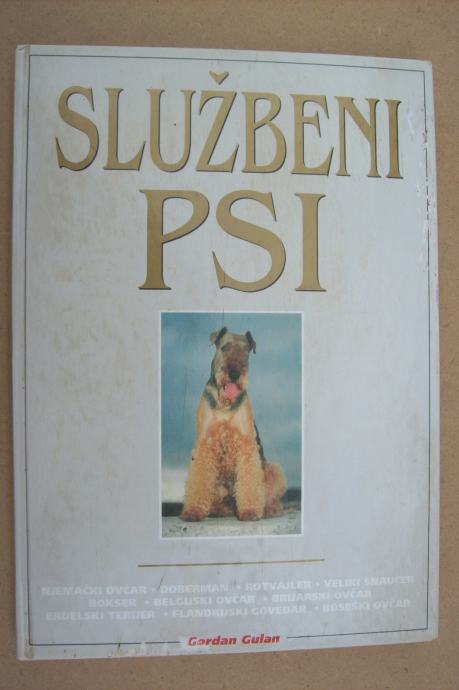 SLUŽBENI
PSI
NJEMAČKI OVČAR • DOBERMAN • ROTVAJLER • VELIKI ŠNAUCER
BOKSER • BELGIJSKI OVČAR • BRIJARSKI OVČAR
ERDELSKI TERIJER • FLANDRIJSKI GOVEDAR • BOSEŠKI OVČAR
Gordan Gulan